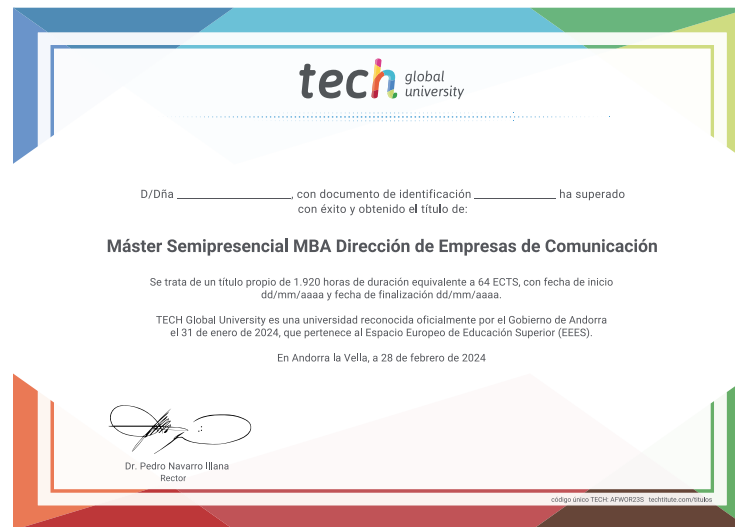 tech global university
D/Dña ____________________, con documento de identificación ______________ ha superado
con éxito y obtenido el título de:
Máster Semipresencial MBA Dirección de Empresas de Comunicación
Se trata de un título propio de 1.920 horas de duración equivalente a 64 ECTS, con fecha de inicio
dd/mm/aaaa y fecha de finalización dd/mm/aaaa.
TECH Global University es una universidad reconocida oficialmente por el Gobierno de Andorra
el 31 de enero de 2024, que pertenece al Espacio Europeo de Educación Superior (EEES).
En Andorra la Vella, a 28 de febrero de 2024
Dr. Pedro Navarro Illana
Rector
código único TECH: AFWOR23S techtitute.com/titulos